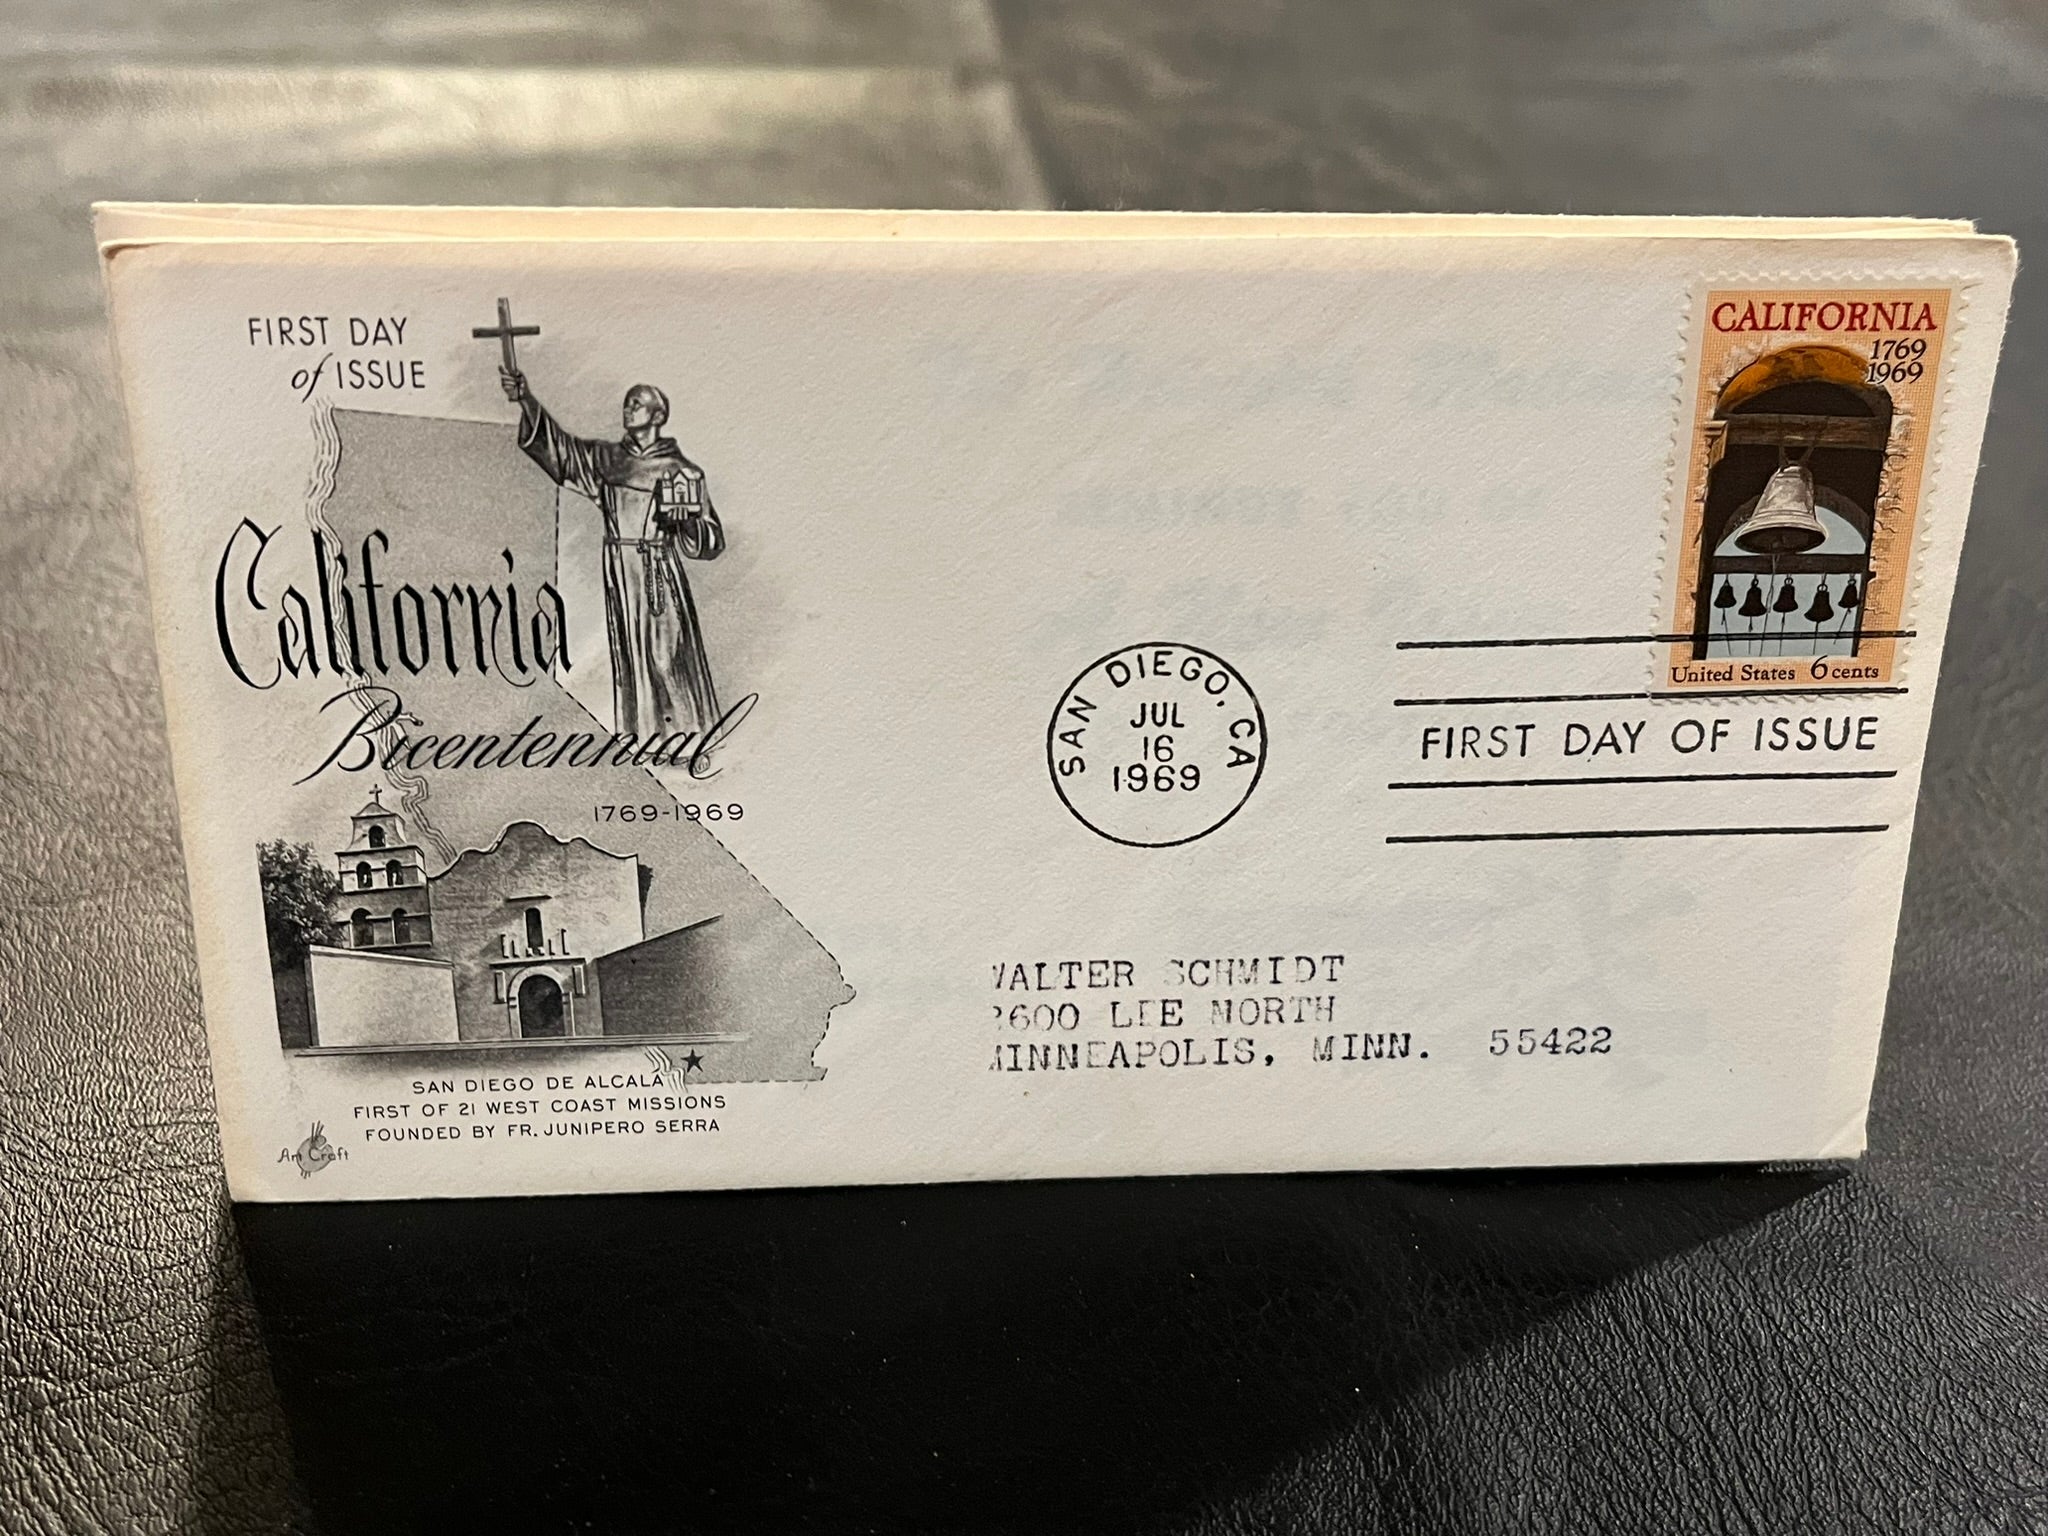 FIRST DAY
of ISSUE
California
Bicentennial
1769-1969
SAN DIEGO DE ALCALA
FIRST OF 21 WEST COAST MISSIONS
FOUNDED BY FR. JUNIPERO SERRA
Art Craft
CALIFORNIA
1769
1969
United States 6 cents
SAN DIEGO, CA
JUL
16
1969
FIRST DAY OF ISSUE
WALTER SCHMIDT
LEE NORTH
MINNEAPOLIS, MINN. 55422